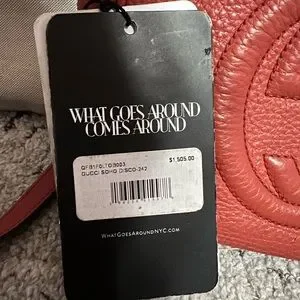 WHAT GOES AROUND
COMES AROUND
$1,505.00
GUCCI SOHO DISCO-242
WHATGOESAROUNDNYC.COM